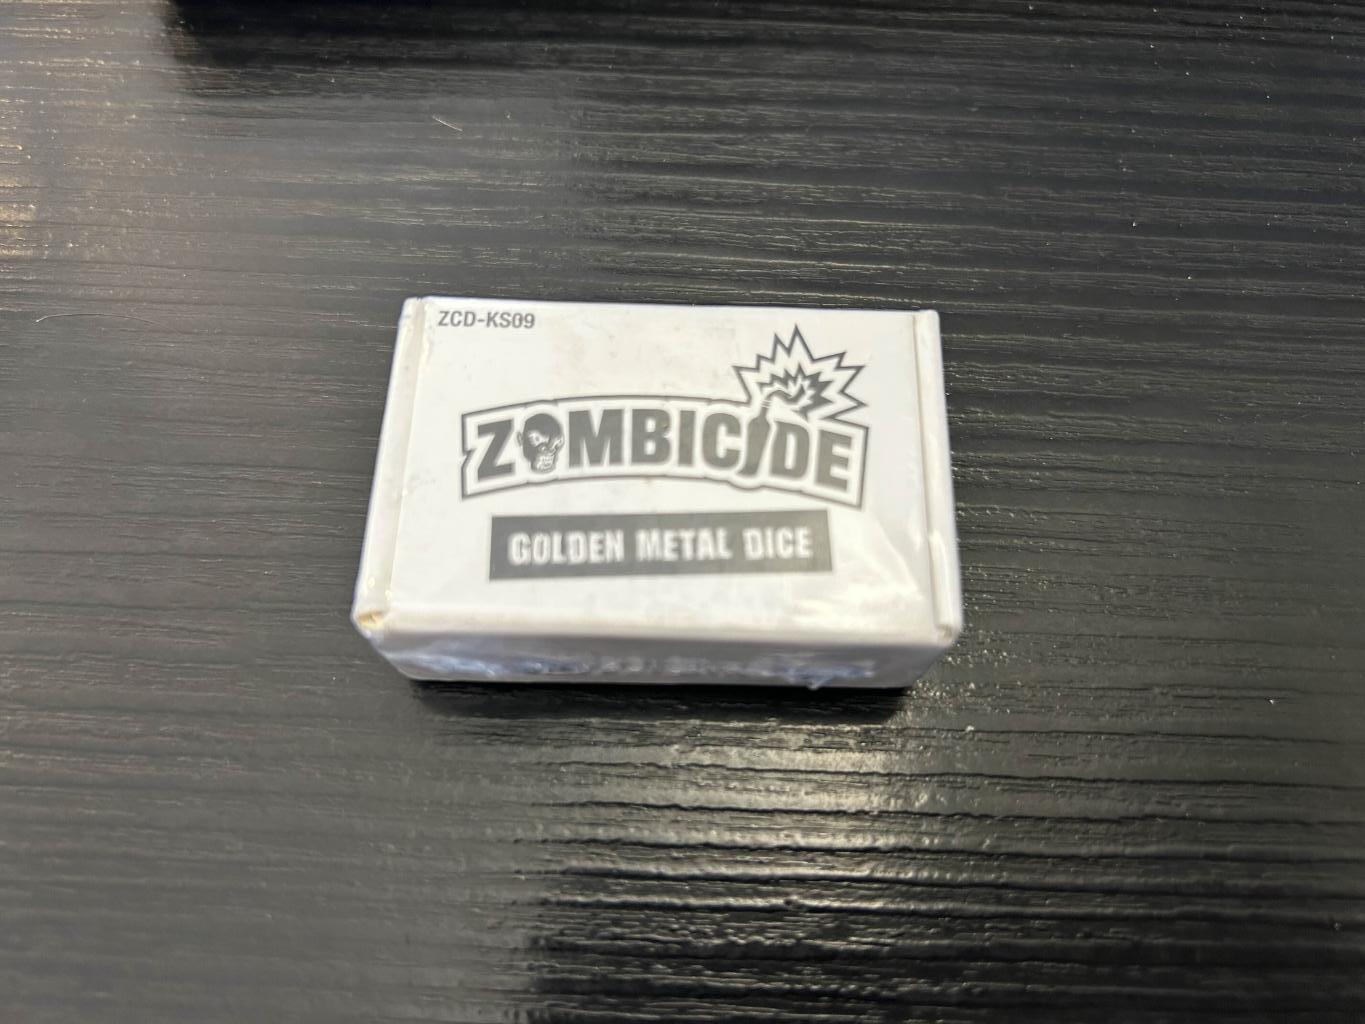 ZCD-KS09
ZOMBICIDE
GOLDEN METAL DICE